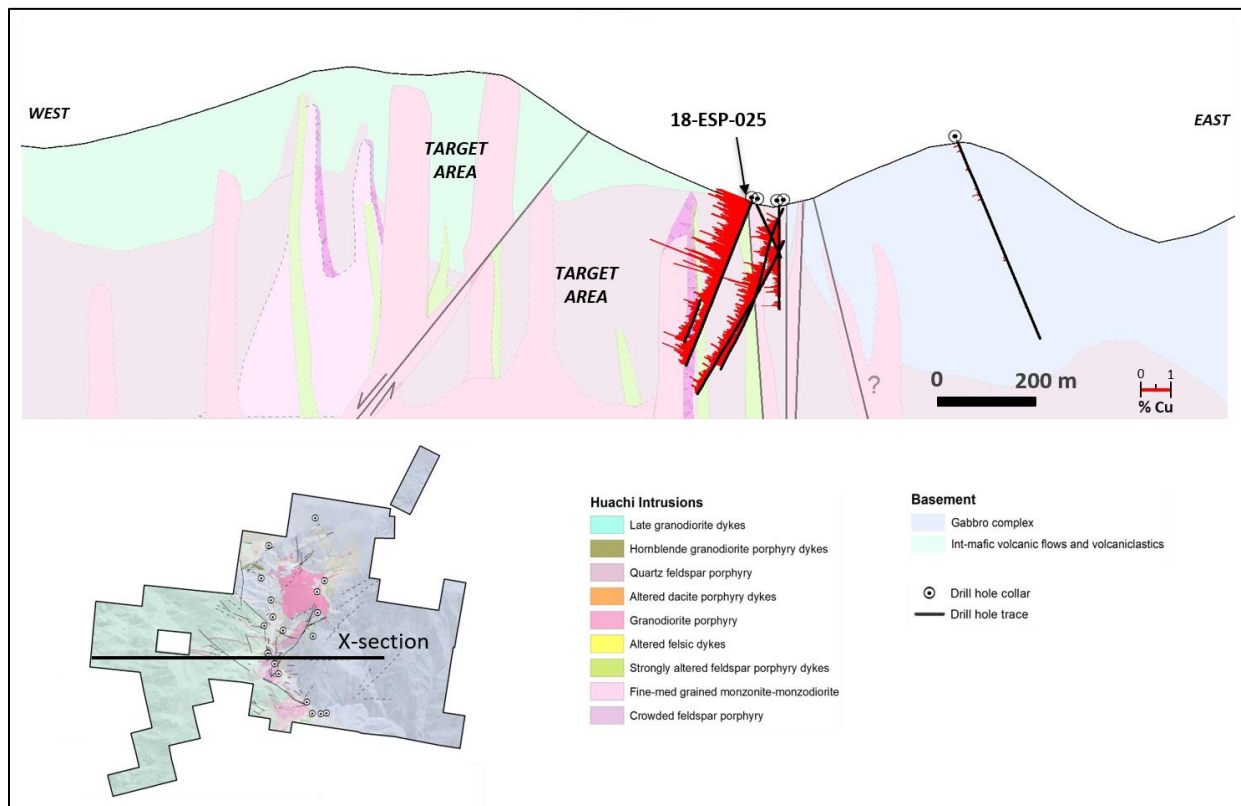 WEST
18-ESP-025
EAST
TARGET
AREA
TARGET
AREA
?
0 200 m
0 1
% Cu
X-section
Huachi Intrusions
Late granodiorite dykes
Hornblende granodiorite porphyry dykes
Quartz feldspar porphyry
Altered dacite porphyry dykes
Granodiorite porphyry
Altered felsic dykes
Strongly altered feldspar porphyry dykes
Fine-med grained monzonite-monzodiorite
Crowded feldspar porphyry
Basement
Gabbro complex
Int-mafic volcanic flows and volcaniclastics
Drill hole collar
Drill hole trace